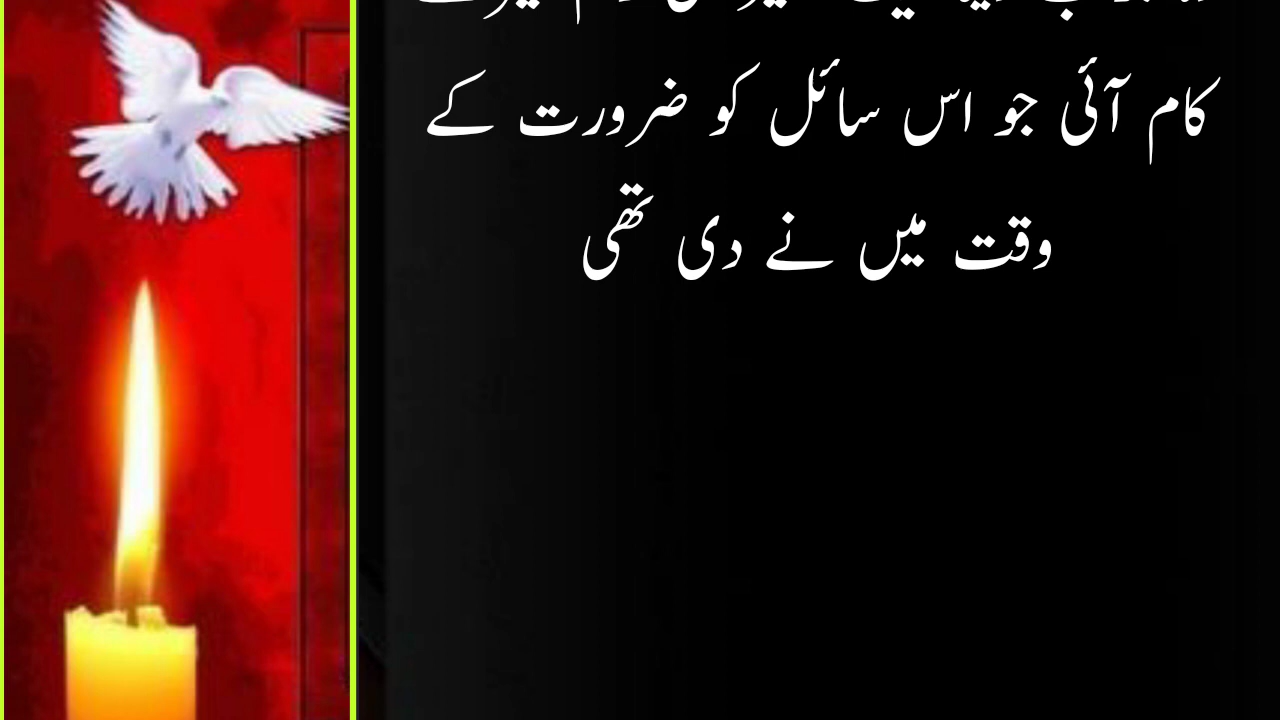 کام آئی جو اس سائل کو ضرورت کے
وقت میں نے دی تھی